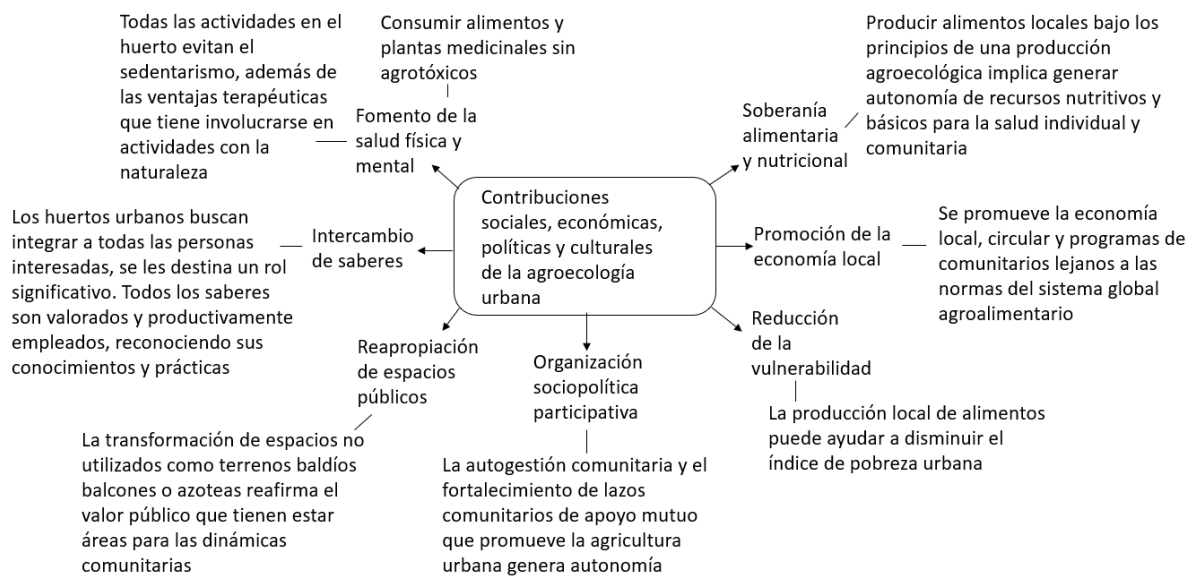 Todas las actividades en el
huerto evitan el
sedentarismo, además de
las ventajas terapéuticas
que tiene involucrarse en
actividades con la
naturaleza
Consumir alimentos y
plantas medicinales sin
agrotóxicos
Fomento de la
salud física y
mental
Producir alimentos locales bajo los
principios de una producción
agroecológica implica generar
autonomía de recursos nutritivos y
básicos para la salud individual y
comunitaria
Soberanía
alimentaria
y nutricional
Contribuciones
sociales, económicas,
políticas y culturales
de la agroecología
urbana
Los huertos urbanos buscan
integrar a todas las personas
interesadas, se les destina un rol
significativo. Todos los saberes
son valorados y productivamente
empleados, reconociendo sus
conocimientos y prácticas
Intercambio
de saberes
Promoción de la
economía local
Se promueve la economía
local, circular y programas de
comunitarios lejanos a las
normas del sistema global
agroalimentario
Reapropiación
de espacios
públicos
La transformación de espacios no
utilizados como terrenos baldíos
balcones o azoteas reafirma el
valor público que tienen estar
áreas para las dinámicas
comunitarias
Organización
sociopolítica
participativa
La autogestión comunitaria y el
fortalecimiento de lazos
comunitarios de apoyo mutuo
que promueve la agricultura
urbana genera autonomía
Reducción
de la
vulnerabilidad
La producción local de alimentos
puede ayudar a disminuir el
índice de pobreza urbana